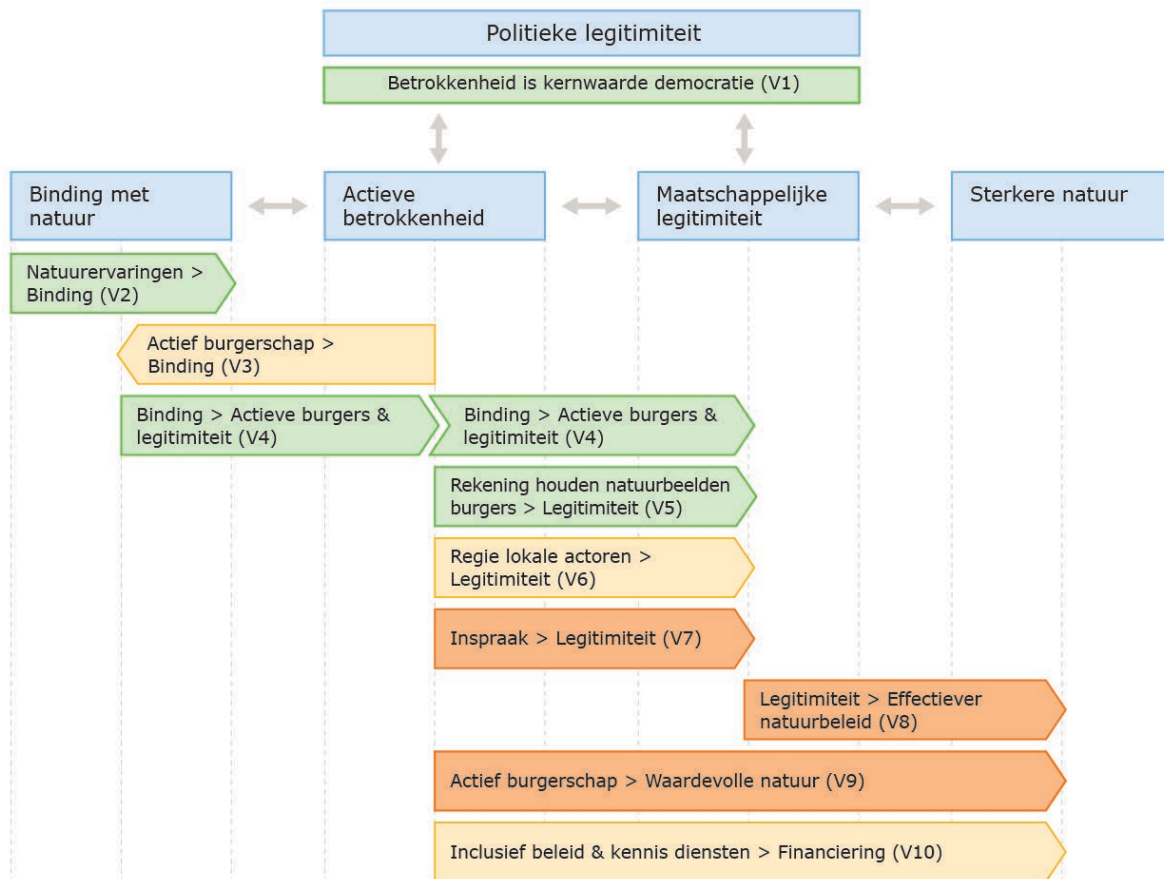 Politieke legitimiteit
Betrokkenheid is kernwaarde democratie (V1)
Binding met
natuur
Actieve
betrokkenheid
Maatschappelijke
legitimiteit
Sterkere natuur
Natuurervaringen >
Binding (V2)
Actief burgerschap >
Binding (V3)
Binding > Actieve burgers &
legitimiteit (V4)
Binding > Actieve burgers &
legitimiteit (V4)
Rekening houden natuurbeelden
burgers > Legitimiteit (V5)
Regie lokale actoren >
Legitimiteit (V6)
Inspraak > Legitimiteit (V7)
Legitimiteit > Effectiever
natuurbeleid (V8)
Actief burgerschap > Waardevolle natuur (V9)
Inclusief beleid & kennis diensten > Financiering (V10)